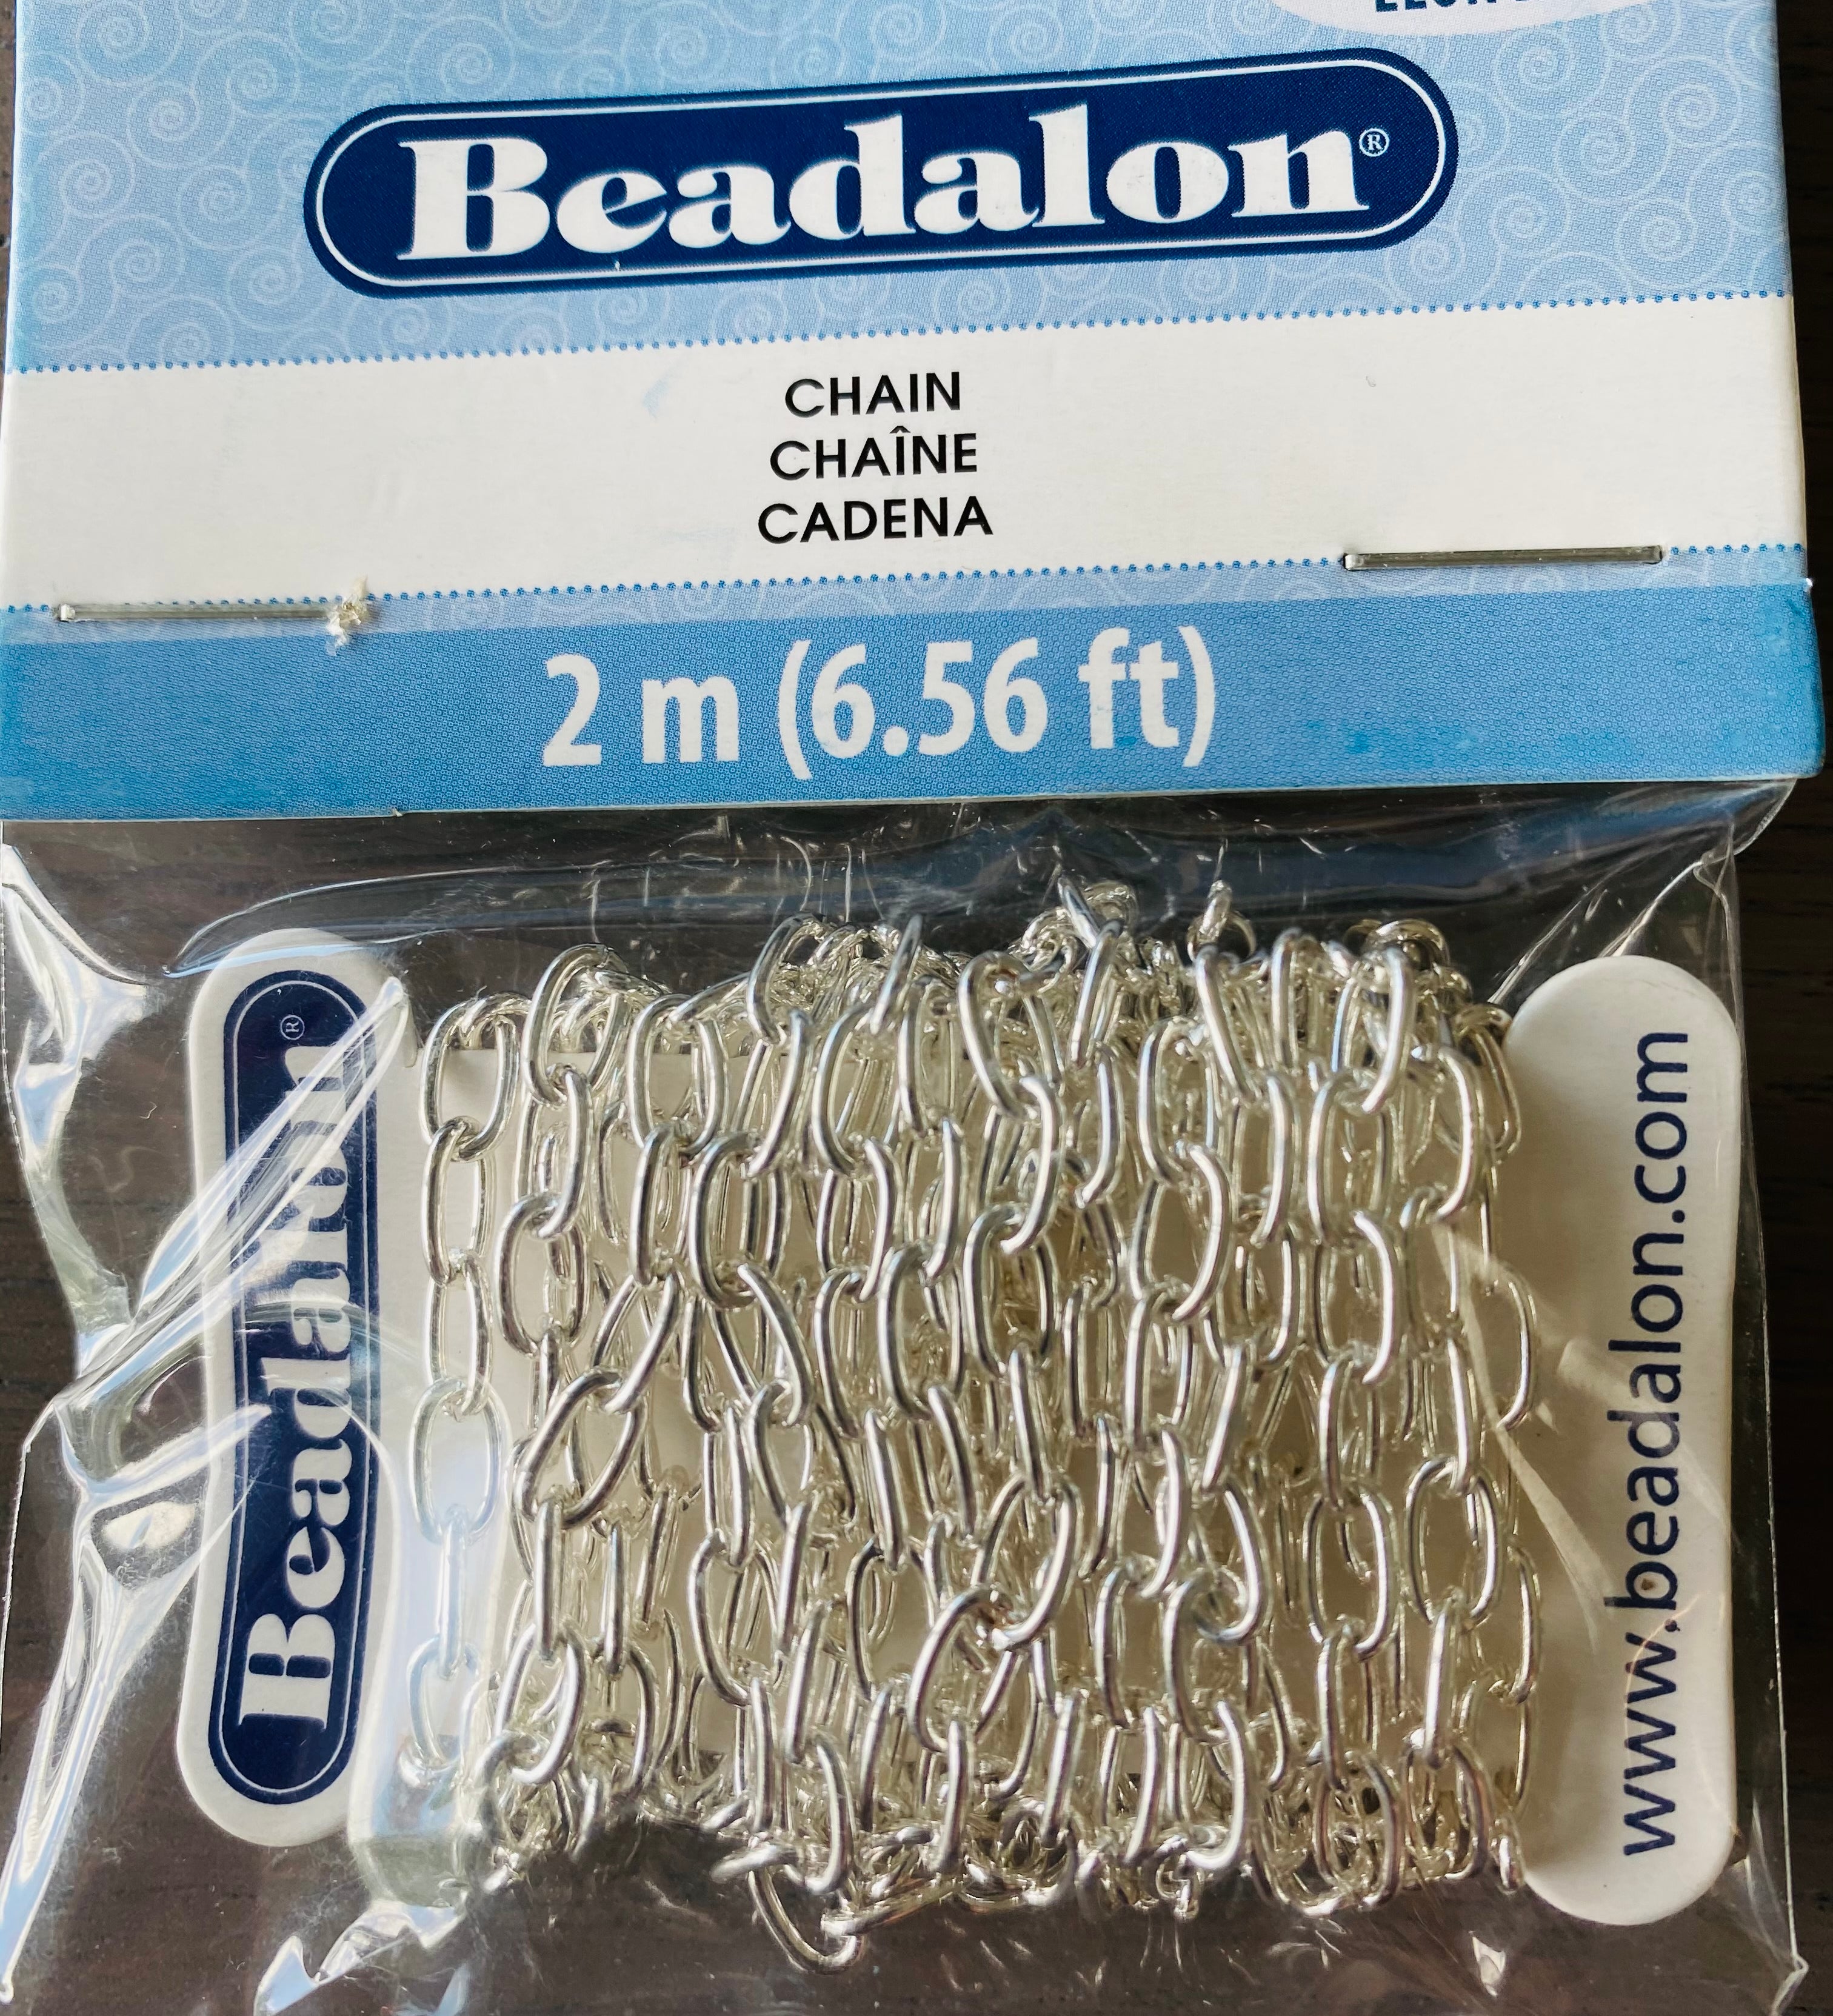 Beadalon®
CHAIN
CHAÎNE
CADENA
2 m (6.56 ft)
Beadalon®
www.beadalon.com